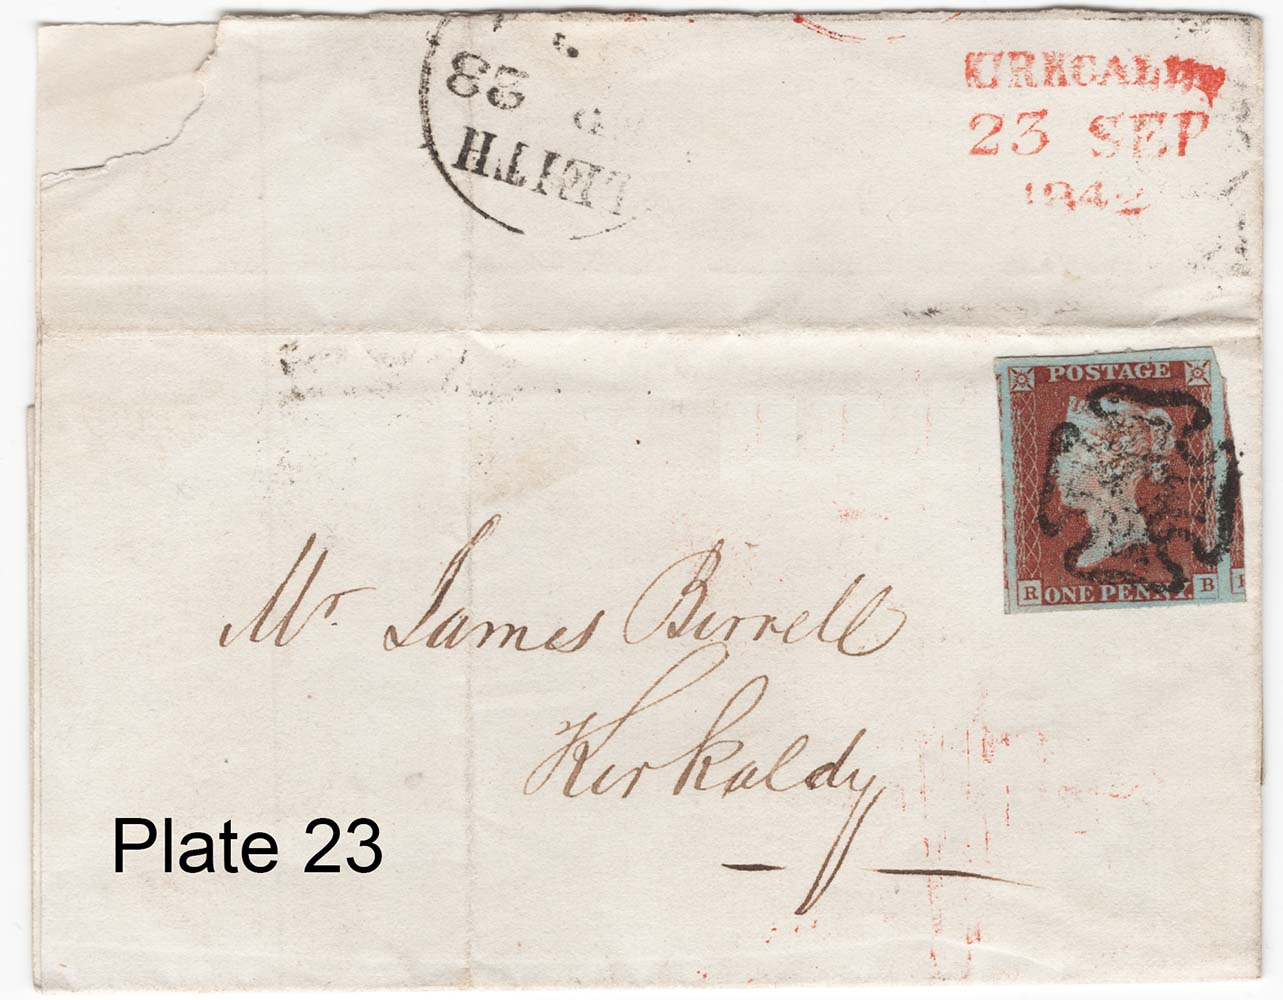 23
LEITH
KIRKCALDY
23 SEP
1842
POSTAGE
R ONE PENNY B
Mr James Birrell
Kirkaldy
Plate 23